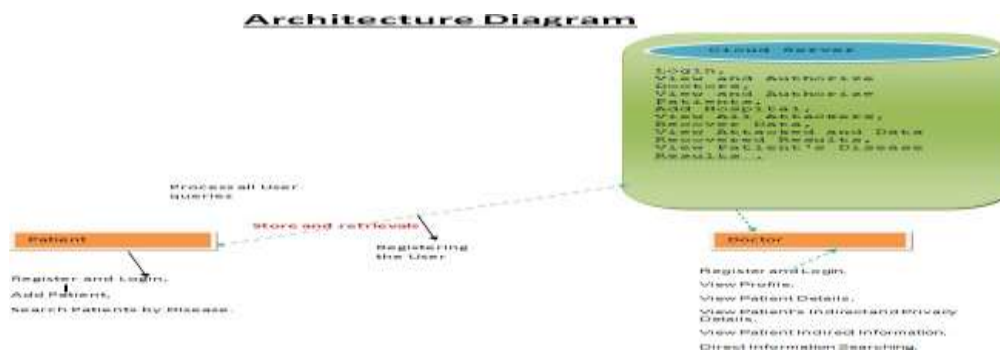 Architecture Diagram
Cloud Server
Login,
View and Authorize
Doctors,
View and Authorize
Patients,
Add Hospital,
View All Attackers,
Recover Data,
View Attacked and Data
Recovered Results,
View Patient's Disease
Results .
Process all User
queries
Store and retrievals
Registering
the User
Patient
Register and Login.
Add Patient.
Search Patients by Disease.
Doctor
Register and Login.
View Profile.
View Patient Details.
View Patient's Indirect and Privacy
Details.
View Patient Indirect Information.
Direct Information Searching.